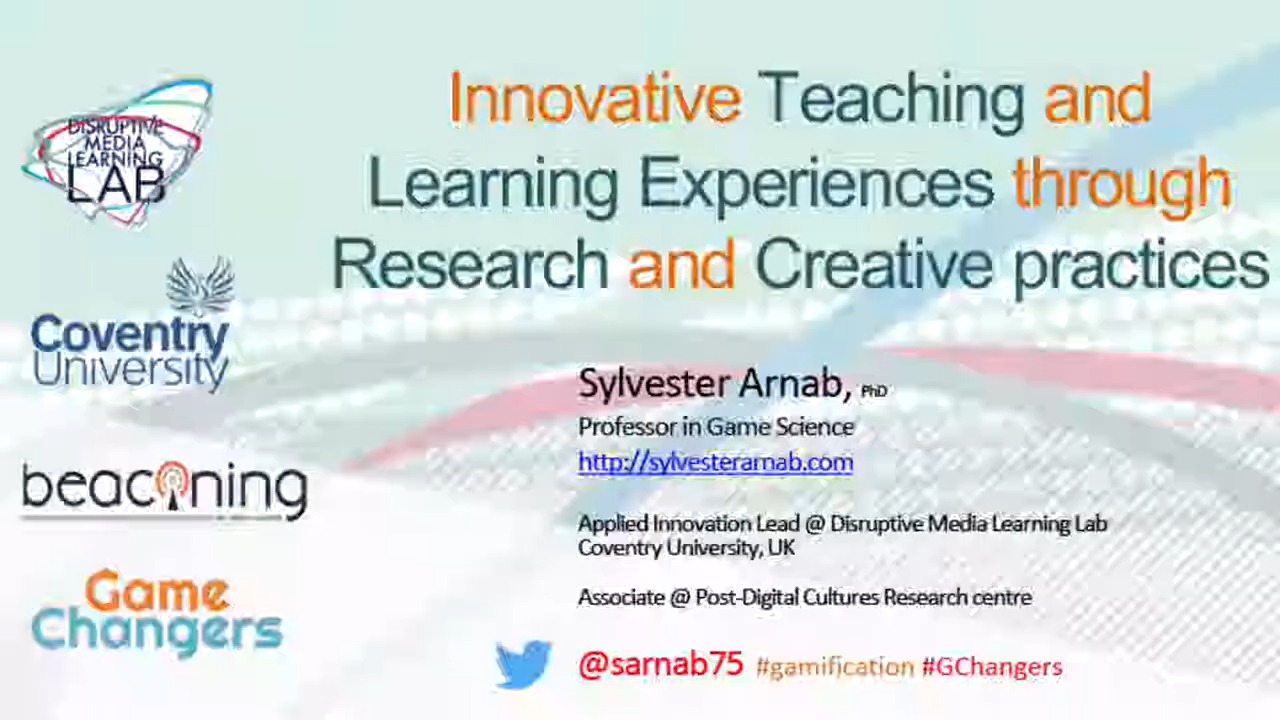 DISRUPTIVE
MEDIA
LEARNING
LAB
Coventry
University
beaconing
Game
Changers
Innovative Teaching and
Learning Experiences through
Research and Creative practices
Sylvester Arnab, PhD
Professor in Game Science
http://sylvesterarnab.com
Applied Innovation Lead @ Disruptive Media Learning Lab
Coventry University, UK
Associate @ Post-Digital Cultures Research centre
@sarnab75 #gamification #GChangers